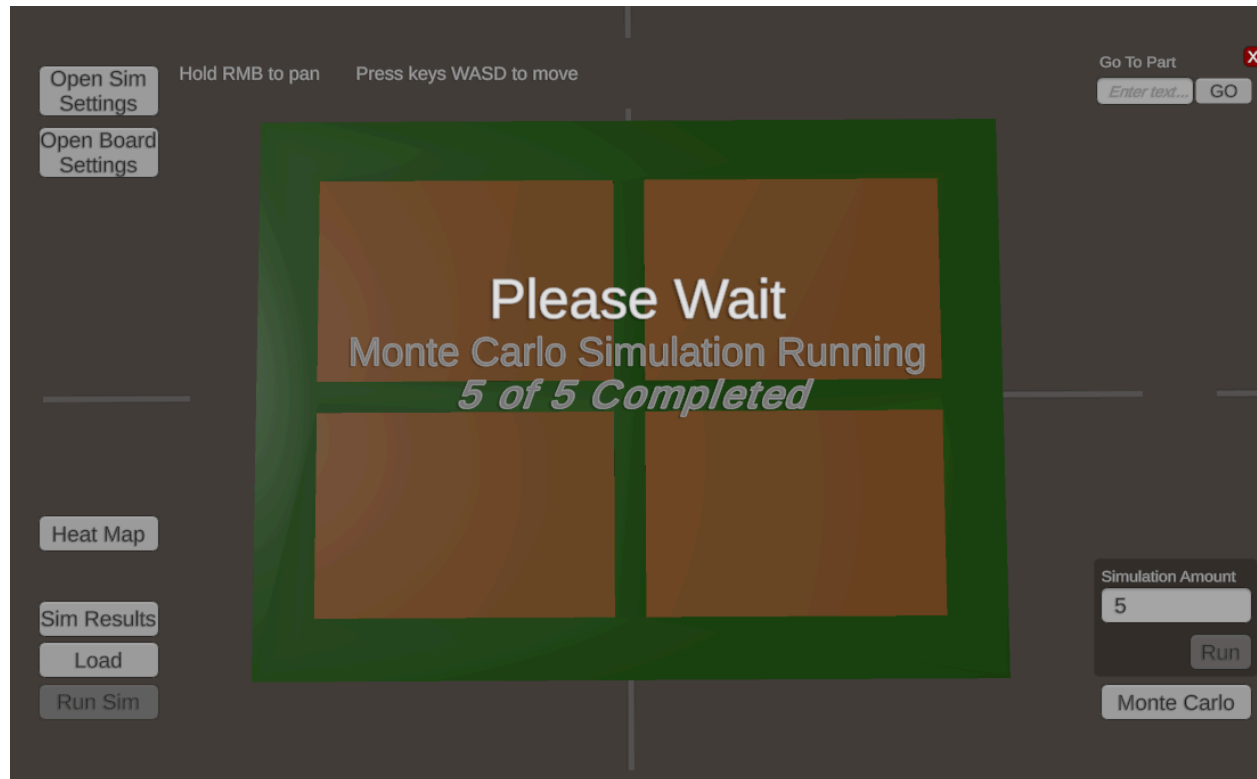 Open Sim
Settings
Hold RMB to pan
Press keys WASD to move
Go To Part
X
Enter text...
GO
Open Board
Settings
Please Wait
Monte Carlo Simulation Running
5 of 5 Completed
Heat Map
Sim Results
Load
Run Sim
Simulation Amount
5
Run
Monte Carlo